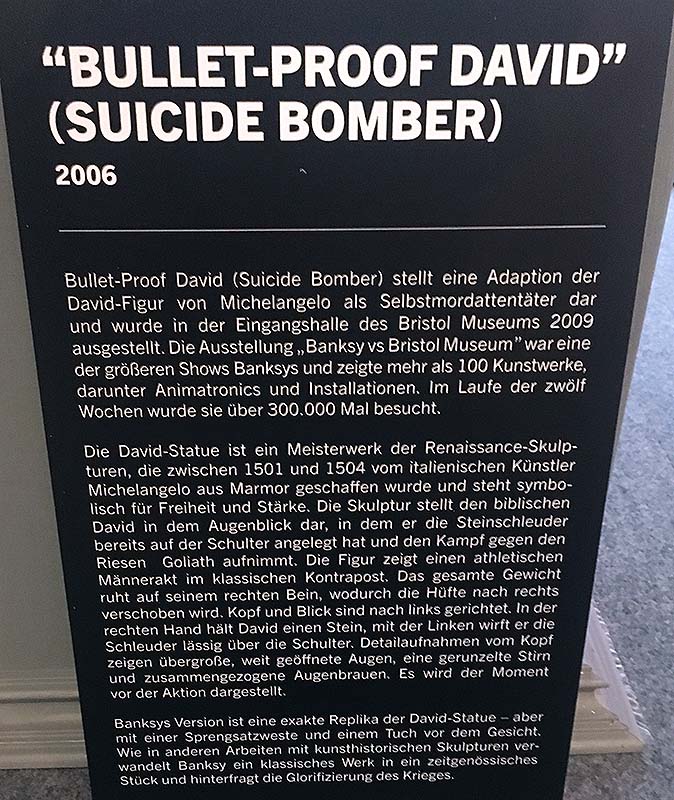 “BULLET-PROOF DAVID”
(SUICIDE BOMBER)
2006
Bullet-Proof David (Suicide Bomber) stellt eine Adaption der
David-Figur von Michelangelo als Selbstmordattentäter dar
und wurde in der Eingangshalle des Bristol Museums 2009
ausgestellt. Die Ausstellung „Banksy vs Bristol Museum” war eine
der größeren Shows Banksys und zeigte mehr als 100 Kunstwerke,
darunter Animatronics und Installationen. Im Laufe der zwölf
Wochen wurde sie über 300.000 Mal besucht.
Die David-Statue ist ein Meisterwerk der Renaissance-Skulp-
turen, die zwischen 1501 und 1504 vom italienischen Künstler
Michelangelo aus Marmor geschaffen wurde und steht symbo-
lisch für Freiheit und Stärke. Die Skulptur stellt den biblischen
David in dem Augenblick dar, in dem er die Steinschleuder
bereits auf der Schulter angelegt hat und den Kampf gegen den
Riesen Goliath aufnimmt. Die Figur zeigt einen athletischen
Männerakt im klassischen Kontrapost. Das gesamte Gewicht
ruht auf seinem rechten Bein, wodurch die Hüfte nach rechts
verschoben wird. Kopf und Blick sind nach links gerichtet. In der
rechten Hand hält David einen Stein, mit der Linken wirft er die
Schleuder lässig über die Schulter. Detailaufnahmen vom Kopf
zeigen übergroße, weit geöffnete Augen, eine gerunzelte Stirn
und zusammengezogene Augenbrauen. Es wird der Moment
vor der Aktion dargestellt.
Banksys Version ist eine exakte Replika der David-Statue – aber
mit einer Sprengsatzweste und einem Tuch vor dem Gesicht.
Wie in anderen Arbeiten mit kunsthistorischen Skulpturen ver-
wandelt Banksy ein klassisches Werk in ein zeitgenössisches
Stück und hinterfragt die Glorifizierung des Krieges.